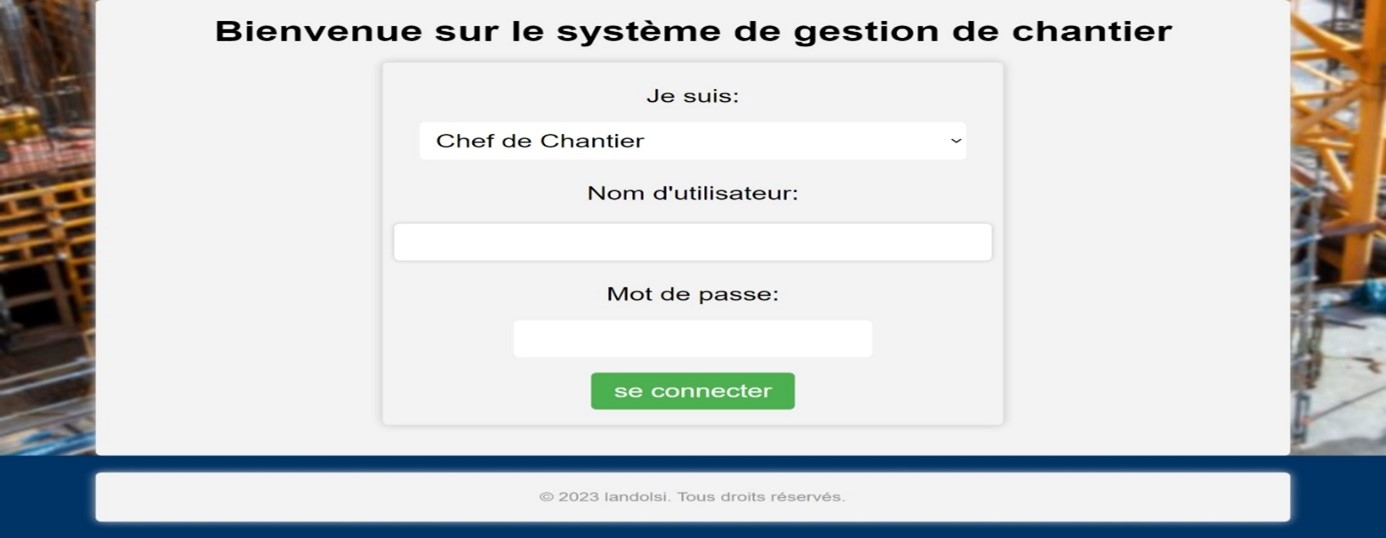 Bienvenue sur le système de gestion de chantier
Je suis:
Chef de Chantier
Nom d'utilisateur:
Mot de passe:
se connecter
© 2023 landolsi. Tous droits réservés.